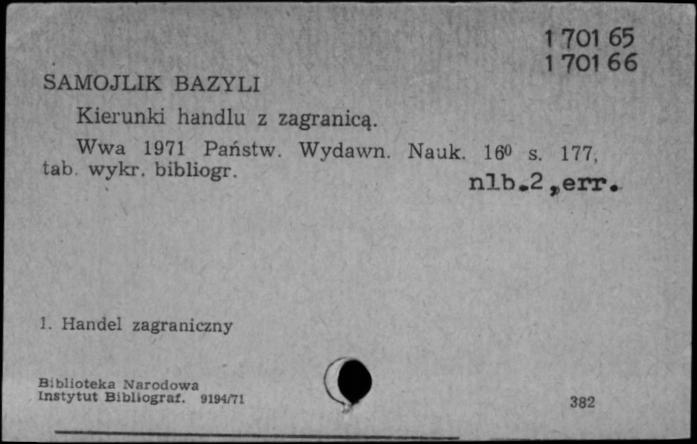 1 701 65
1 701 66
SAMOJLIK BAZYLI
Kierunki handlu z zagranicą.
Wwa 1971 Państw. Wydawn. Nauk. 16⁰ s. 177,
tab. wykr. bibliogr.
nlb.2,err.
1. Handel zagraniczny
Biblioteka Narodowa
Instytut Bibliograf. 9194/71
382